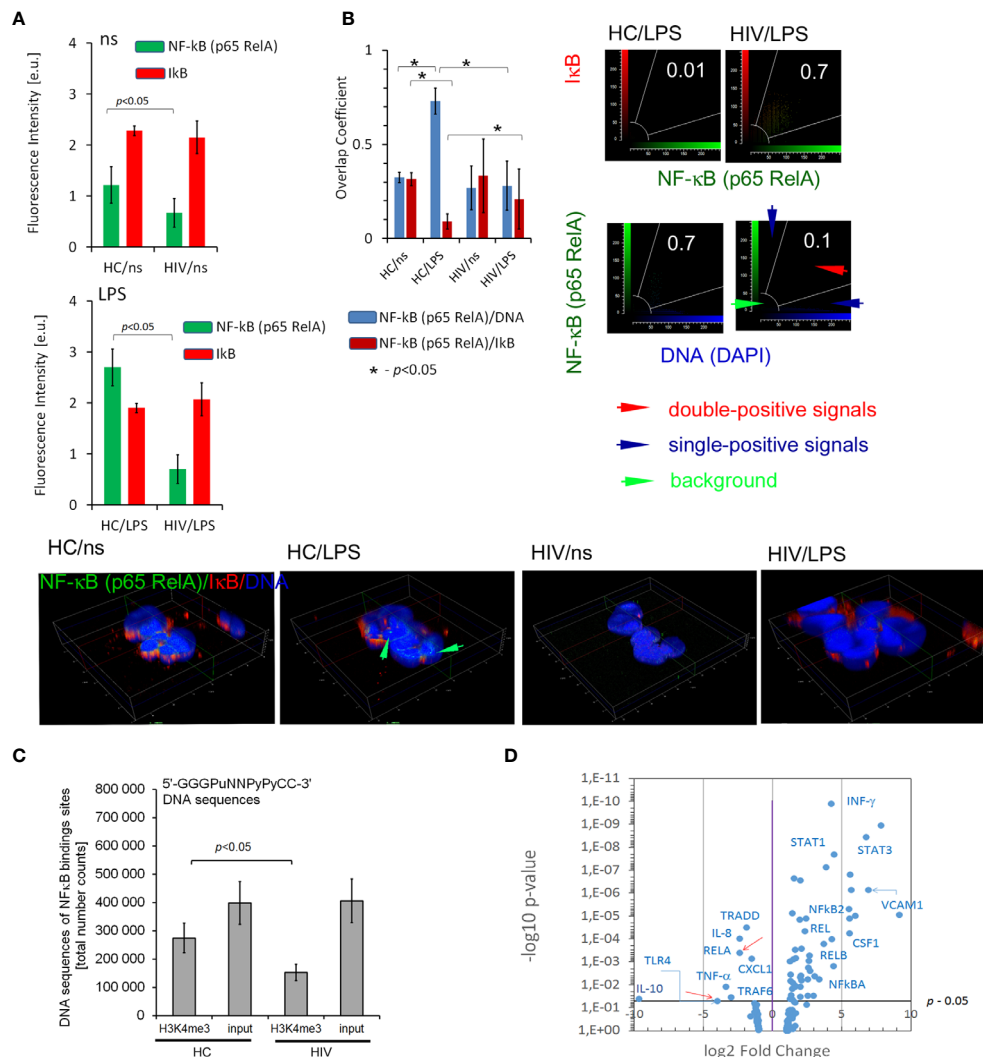 A
ns
NF-kB (p65 RelA)
IkB
p<0.05
Fluorescence Intensity [e.u.]
4
3
2
1
0
HC/ns
HIV/ns
LPS
NF-kB (p65 RelA)
IkB
p<0.05
Fluorescence Intensity [e.u.]
4
3
2
1
0
HC/LPS
HIV/LPS
B
Overlap Coefficient
1
0.5
0
*
*
*
*
HC/ns
HC/LPS
HIV/ns
HIV/LPS
NF-kB (p65 RelA)/DNA
NF-kB (p65 RelA)/IkB
* - p<0.05
HC/LPS
HIV/LPS
IκB
0.01
0.7
NF-κB (p65 RelA)
NF-κB (p65 RelA)
0.7
0.1
DNA (DAPI)
double-positive signals
single-positive signals
background
HC/ns
HC/LPS
HIV/ns
HIV/LPS
NF-κB (p65 RelA)/IκB/DNA
C
5'-GGGPuNNPyPyCC-3'
DNA sequences
DNA sequences of NFκB bindings sites
[total number counts]
800 000
700 000
600 000
500 000
400 000
300 000
200 000
100 000
0
p<0.05
H3K4me3
input
H3K4me3
input
HC
HIV
D
-log10 p-value
1,E-11
1,E-10
1,E-09
1,E-08
1,E-07
1,E-06
1,E-05
1,E-04
1,E-03
1,E-02
1,E-01
1,E+00
INF-γ
STAT1
STAT3
VCAM1
NFkB2
TRADD
REL
CSF1
IL-8
RELA
RELB
CXCL1
TLR4
NFkBA
TNF-α
TRAF6
IL-10
p - 0.05
-10
-5
0
5
10
log2 Fold Change